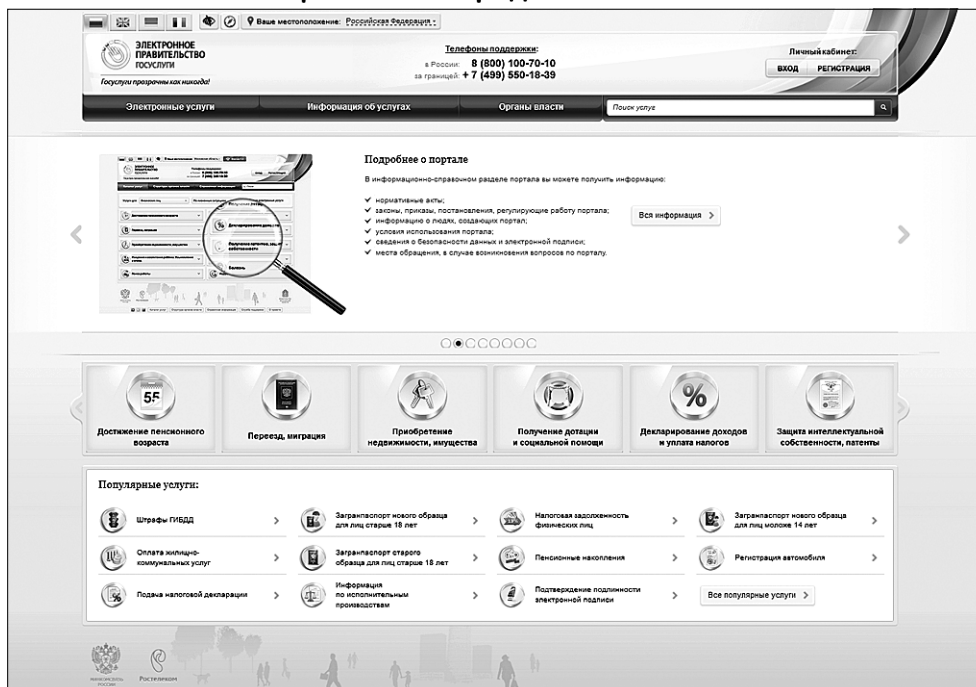 Ваше местоположение: Российская Федерация
ЭЛЕКТРОННОЕ
ПРАВИТЕЛЬСТВО
ГОСУСЛУГИ
Госуслуги прозрачны как никогда!
Телефоны поддержки:
в России: 8 (800) 100-70-10
за границей: + 7 (499) 550-18-39
Личный кабинет:
ВХОД РЕГИСТРАЦИЯ
Электронные услуги Информация об услугах Органы власти Поиск услуг
Подробнее о портале
В информационно-справочном разделе портала вы можете получить информацию:
нормативные акты;
законы, приказы, постановления, регулирующие работу портала;
информацию о людях, создающих портал;
условия использования портала;
сведения о безопасности данных и электронной подписи;
места обращения, в случае возникновения вопросов по порталу.
Вся информация
55
Достижение пенсионного
возраста
Переезд, миграция
Приобретение
недвижимости, имущества
Получение дотации
и социальной помощи
%
Декларирование доходов
и уплата налогов
Защита интеллектуальной
собственности, патенты
Популярные услуги:
Штрафы ГИБДД
Загранпаспорт нового образца
для лиц старше 18 лет
Налоговая задолженность
физических лиц
Загранпаспорт нового образца
для лиц моложе 14 лет
Оплата жилищно-
коммунальных услуг
Загранпаспорт старого
образца для лиц старше 18 лет
Пенсионные накопления
Регистрация автомобиля
Подача налоговой декларации
Информация
по исполнительным
производствам
Подтверждение подлинности
электронной подписи
Все популярные услуги
МИНКОМСВЯЗЬ
РОССИИ
Ростелеком